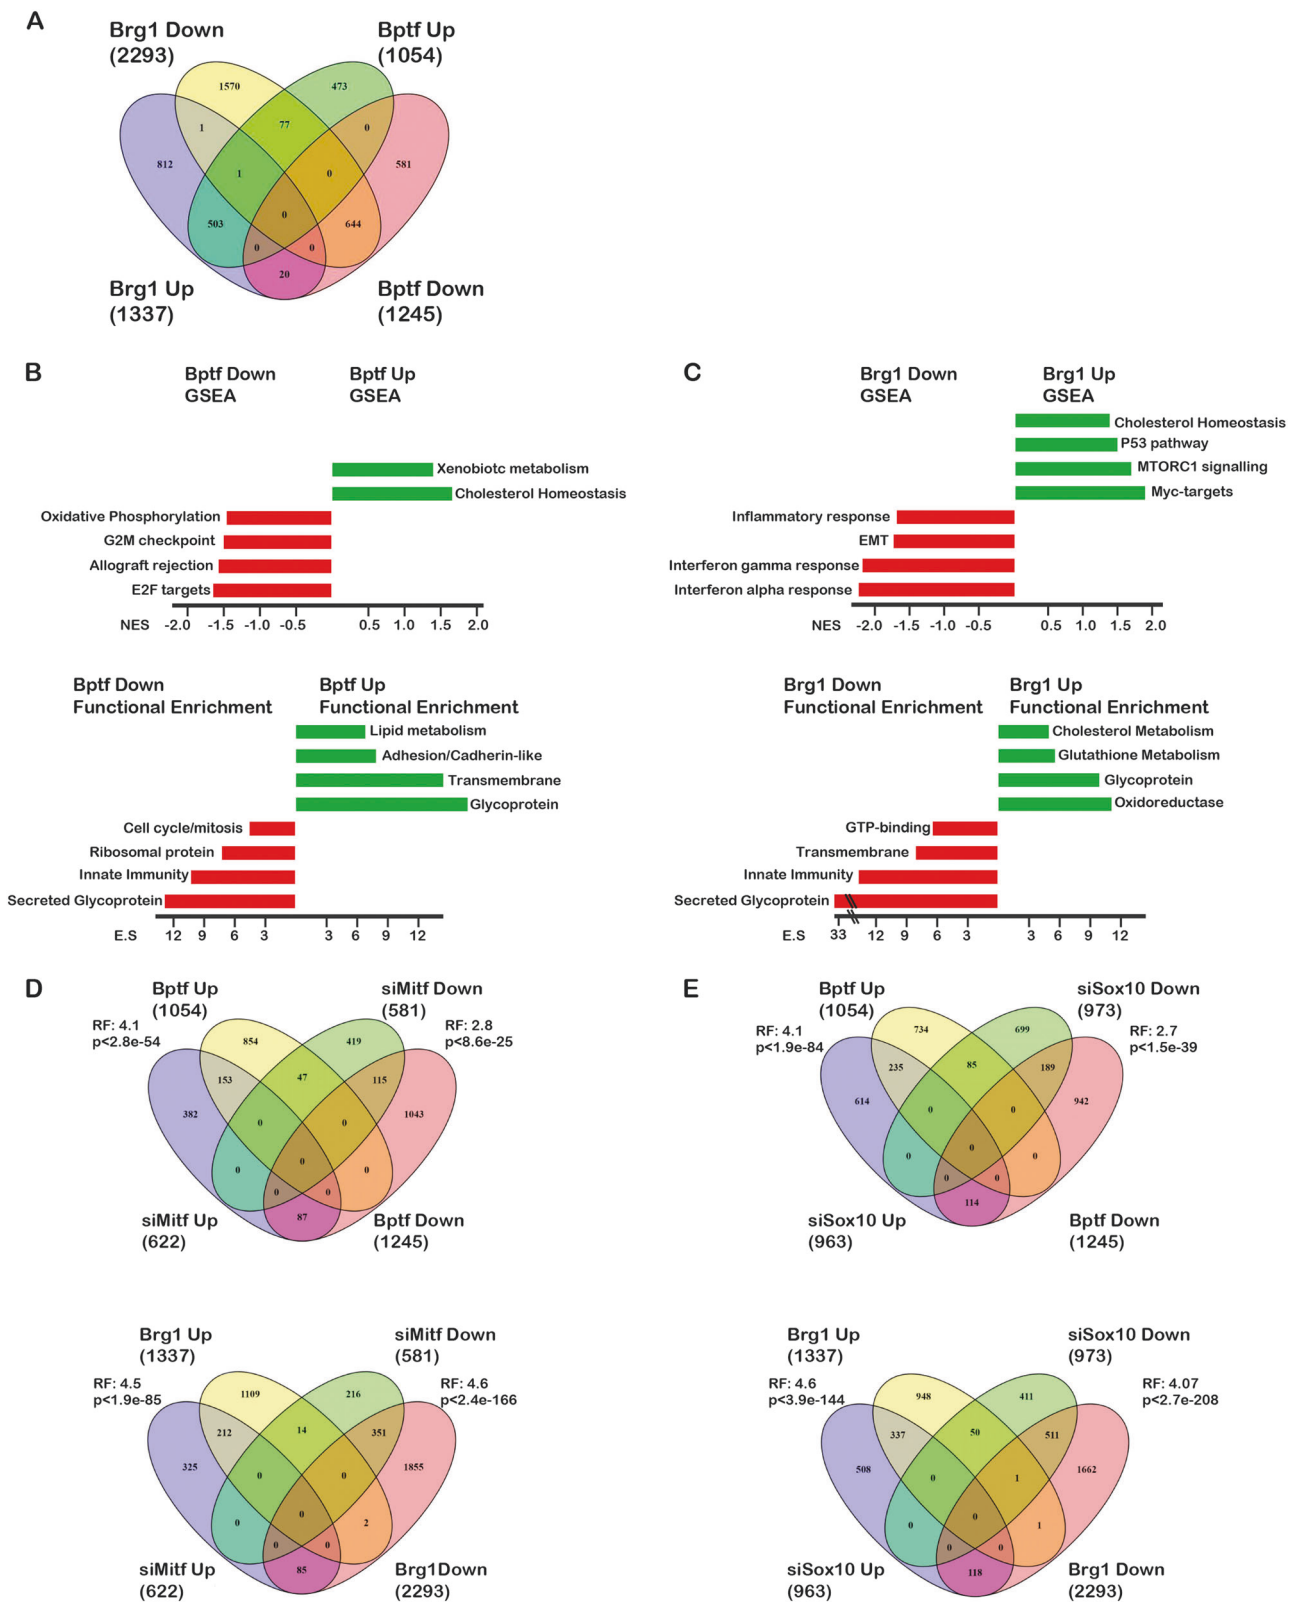 A
Brg1 Down
(2293)
Bptf Up
(1054)
1570
473
1
77
0
812
1
0
581
503
0
644
0
0
20
Brg1 Up
(1337)
Bptf Down
(1245)
B
Bptf Down
GSEA
Bptf Up
GSEA
Xenobiotc metabolism
Cholesterol Homeostasis
Oxidative Phosphorylation
G2M checkpoint
Allograft rejection
E2F targets
NES -2.0 -1.5 -1.0 -0.5 0.5 1.0 1.5 2.0
Bptf Down
Functional Enrichment
Bptf Up
Functional Enrichment
Lipid metabolism
Adhesion/Cadherin-like
Transmembrane
Glycoprotein
Cell cycle/mitosis
Ribosomal protein
Innate Immunity
Secreted Glycoprotein
E.S 12 9 6 3 3 6 9 12
C
Brg1 Down
GSEA
Brg1 Up
GSEA
Cholesterol Homeostasis
P53 pathway
MTORC1 signalling
Myc-targets
Inflammatory response
EMT
Interferon gamma response
Interferon alpha response
NES -2.0 -1.5 -1.0 -0.5 0.5 1.0 1.5 2.0
Brg1 Down
Functional Enrichment
Brg1 Up
Functional Enrichment
Cholesterol Metabolism
Glutathione Metabolism
Glycoprotein
Oxidoreductase
GTP-binding
Transmembrane
Innate Immunity
Secreted Glycoprotein
E.S 33 12 9 6 3 3 6 9 12
D
Bptf Up
(1054)
siMitf Down
(581)
RF: 4.1
p<2.8e-54
RF: 2.8
p<8.6e-25
854
419
153
47
115
382
0
0
1043
0
0
0
0
0
87
siMitf Up
(622)
Bptf Down
(1245)
Brg1 Up
(1337)
siMitf Down
(581)
RF: 4.5
p<1.9e-85
RF: 4.6
p<2.4e-166
1109
216
212
14
351
325
0
0
1855
0
0
2
0
0
85
siMitf Up
(622)
Brg1Down
(2293)
E
Bptf Up
(1054)
siSox10 Down
(973)
RF: 4.1
p<1.9e-84
RF: 2.7
p<1.5e-39
734
699
235
85
189
614
0
0
942
0
0
0
0
0
114
siSox10 Up
(963)
Bptf Down
(1245)
Brg1 Up
(1337)
siSox10 Down
(973)
RF: 4.6
p<3.9e-144
RF: 4.07
p<2.7e-208
948
411
337
50
511
508
0
1
1662
0
0
1
0
0
118
siSox10 Up
(963)
Brg1 Down
(2293)